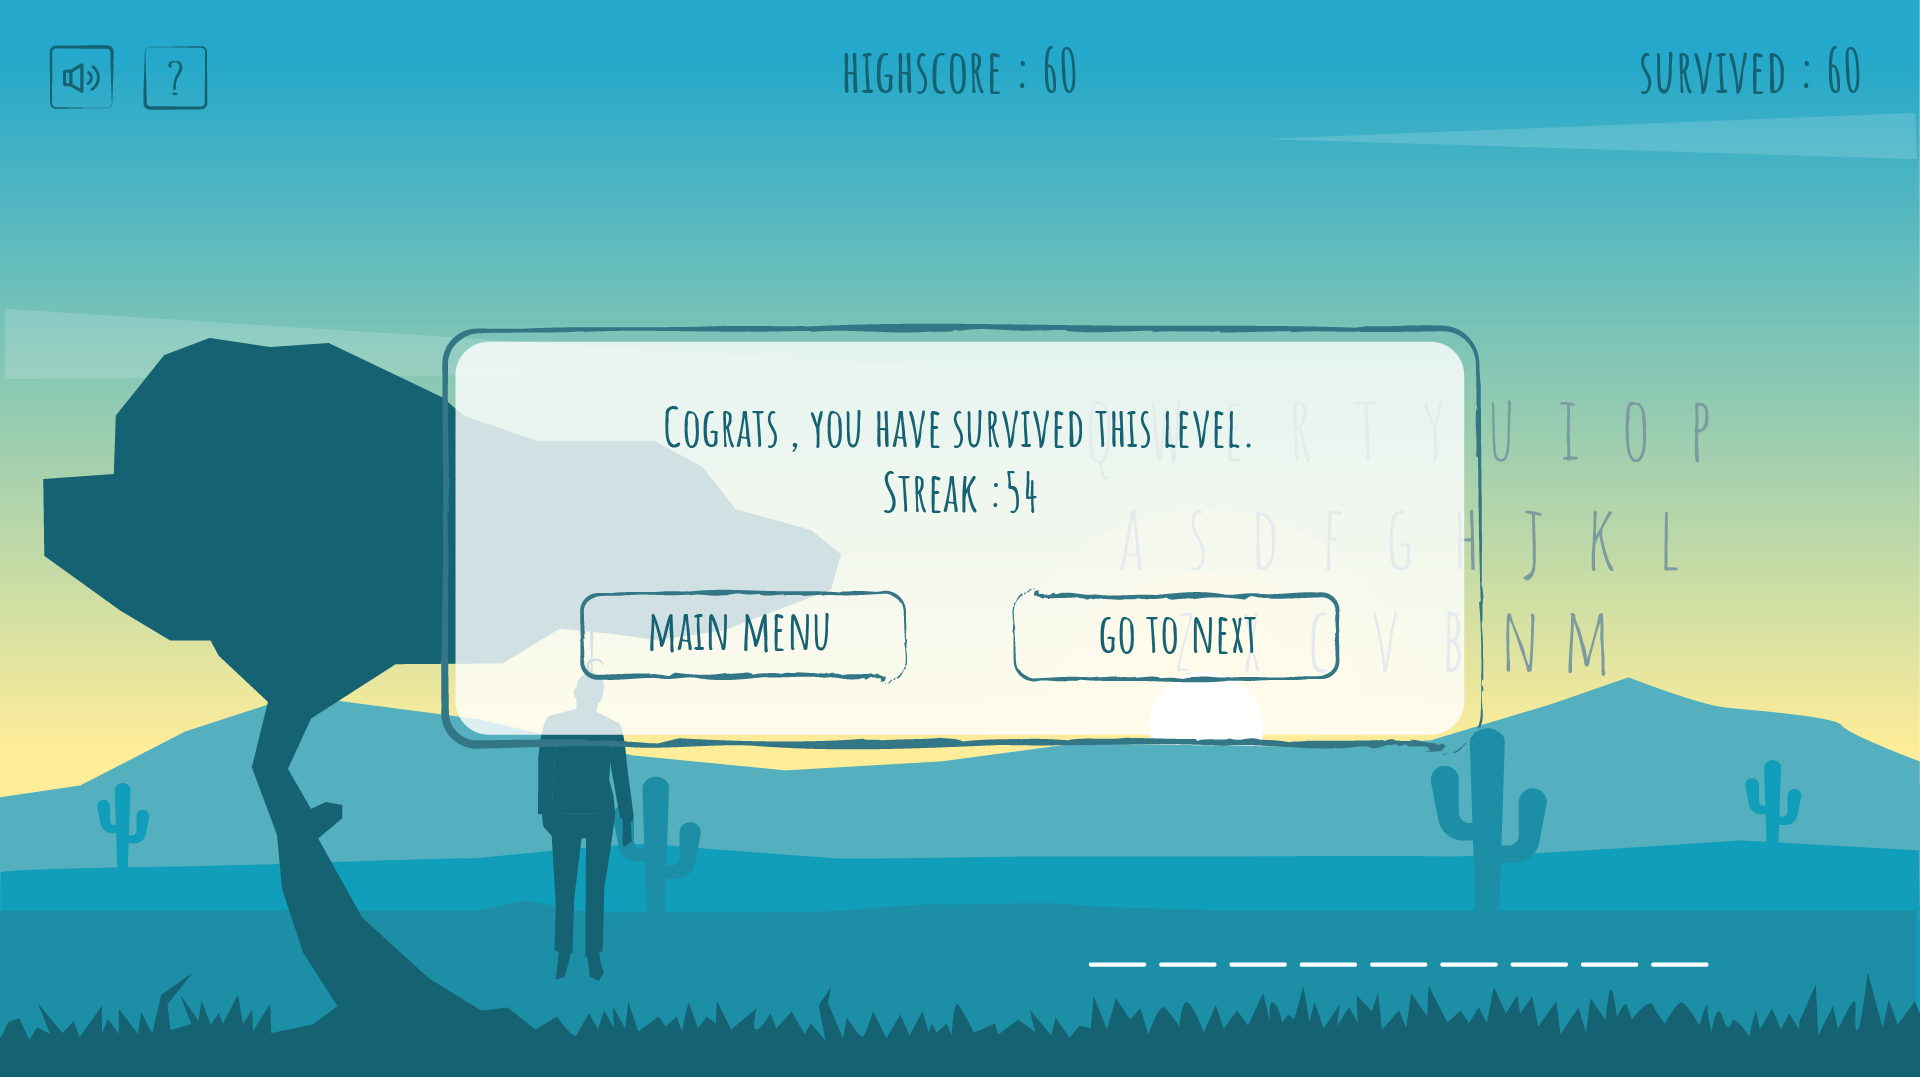 ?
HIGHSCORE : 60
SURVIVED : 60
Cograts , you have survived this level.
Streak :54
MAIN MENU
GO TO NEXT
Q W E R T Y U I O P
A S D F G H J K L
Z X C V B N M